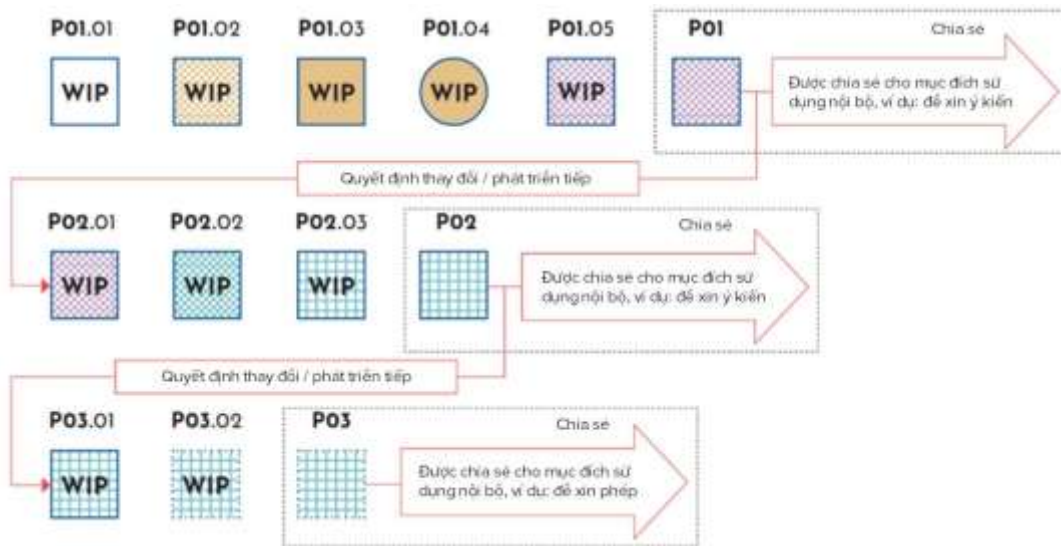 P01.01 P01.02 P01.03 P01.04 P01.05 P01 Chia sẻ
WIP WIP WIP WIP WIP
Được chia sẻ cho mục đích sử
dụng nội bộ, ví dụ: để xin ý kiến
Quyết định thay đổi / phát triển tiếp
P02.01 P02.02 P02.03 P02 Chia sẻ
WIP WIP WIP
Được chia sẻ cho mục đích sử
dụng nội bộ, ví dụ: để xin ý kiến
Quyết định thay đổi / phát triển tiếp
P03.01 P03.02 P03 Chia sẻ
WIP WIP
Được chia sẻ cho mục đích sử
dụng nội bộ, ví dụ: để xin phép